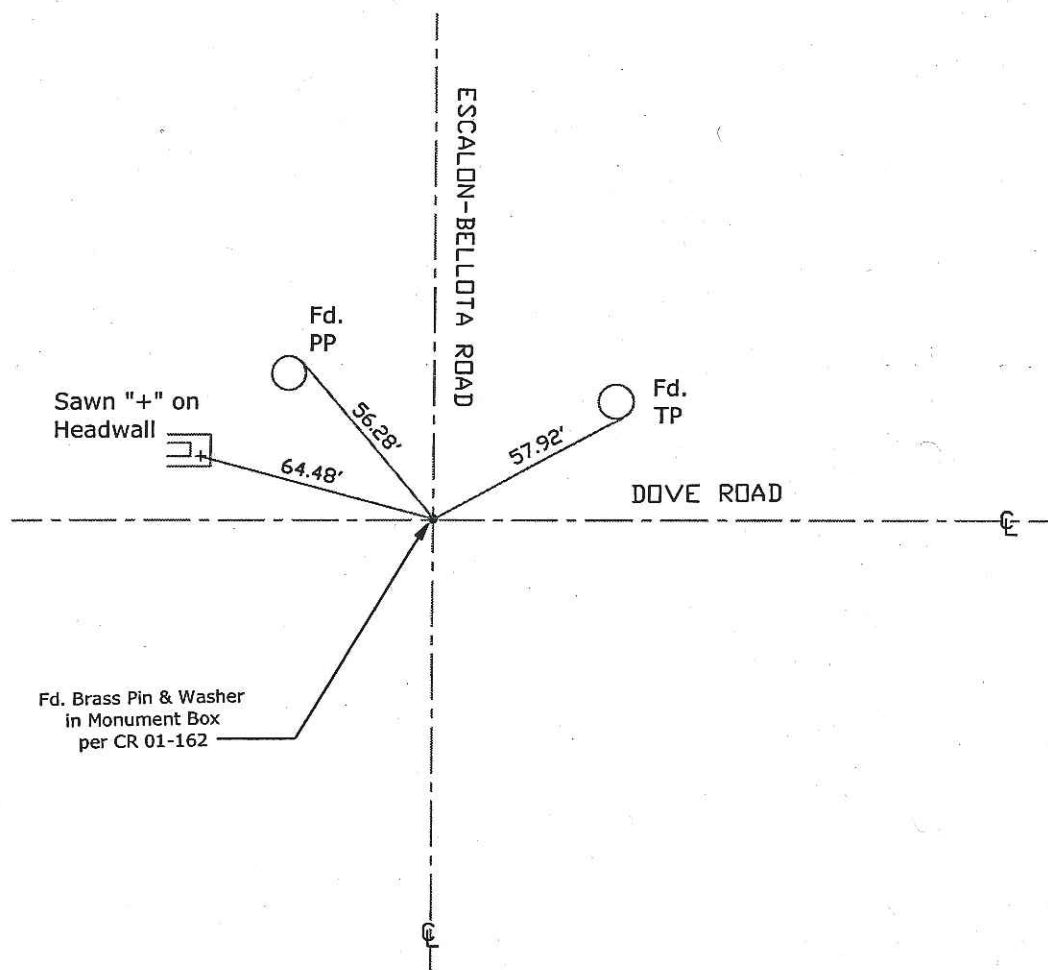 ESCALON-BELLOTA ROAD
Fd.
PP
Sawn "+" on
Headwall
56.28'
64.48'
Fd.
TP
57.92'
DOVE ROAD
℄
Fd. Brass Pin & Washer
in Monument Box
per CR 01-162
℄